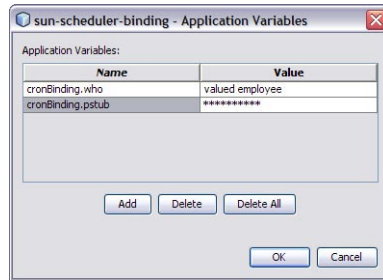 sun-scheduler-binding - Application Variables
Application Variables:
Name Value
cronBinding.who valued employee
cronBinding.pstub **********
Add Delete Delete All
OK Cancel